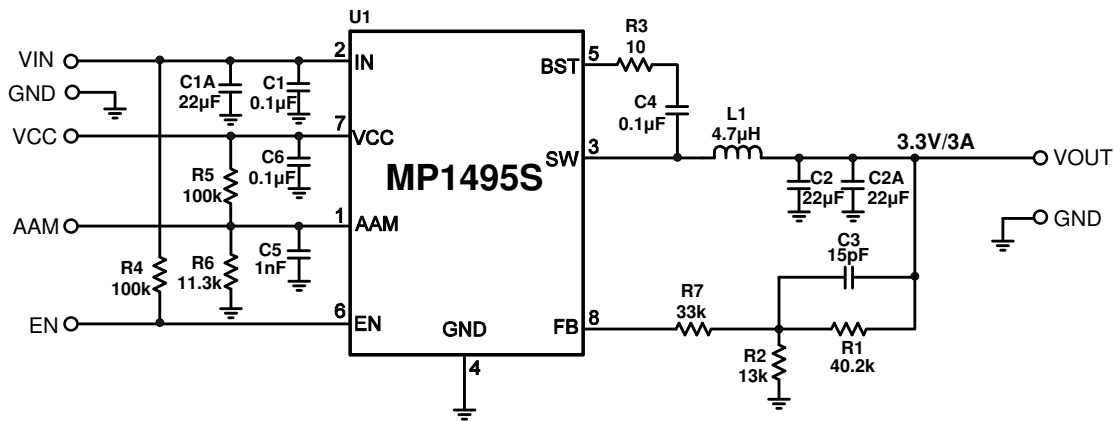 U1
VIN
2
IN
C1A
22µF
C1
0.1µF
GND
VCC
7
VCC
C6
0.1µF
R5
100k
AAM
1
AAM
R4
100k
R6
11.3k
C5
1nF
EN
6
EN
MP1495S
GND
4
BST
5
R3
10
C4
0.1µF
SW
3
L1
4.7µH
3.3V/3A
VOUT
C2
22µF
C2A
22µF
GND
C3
15pF
FB
8
R7
33k
R2
13k
R1
40.2k